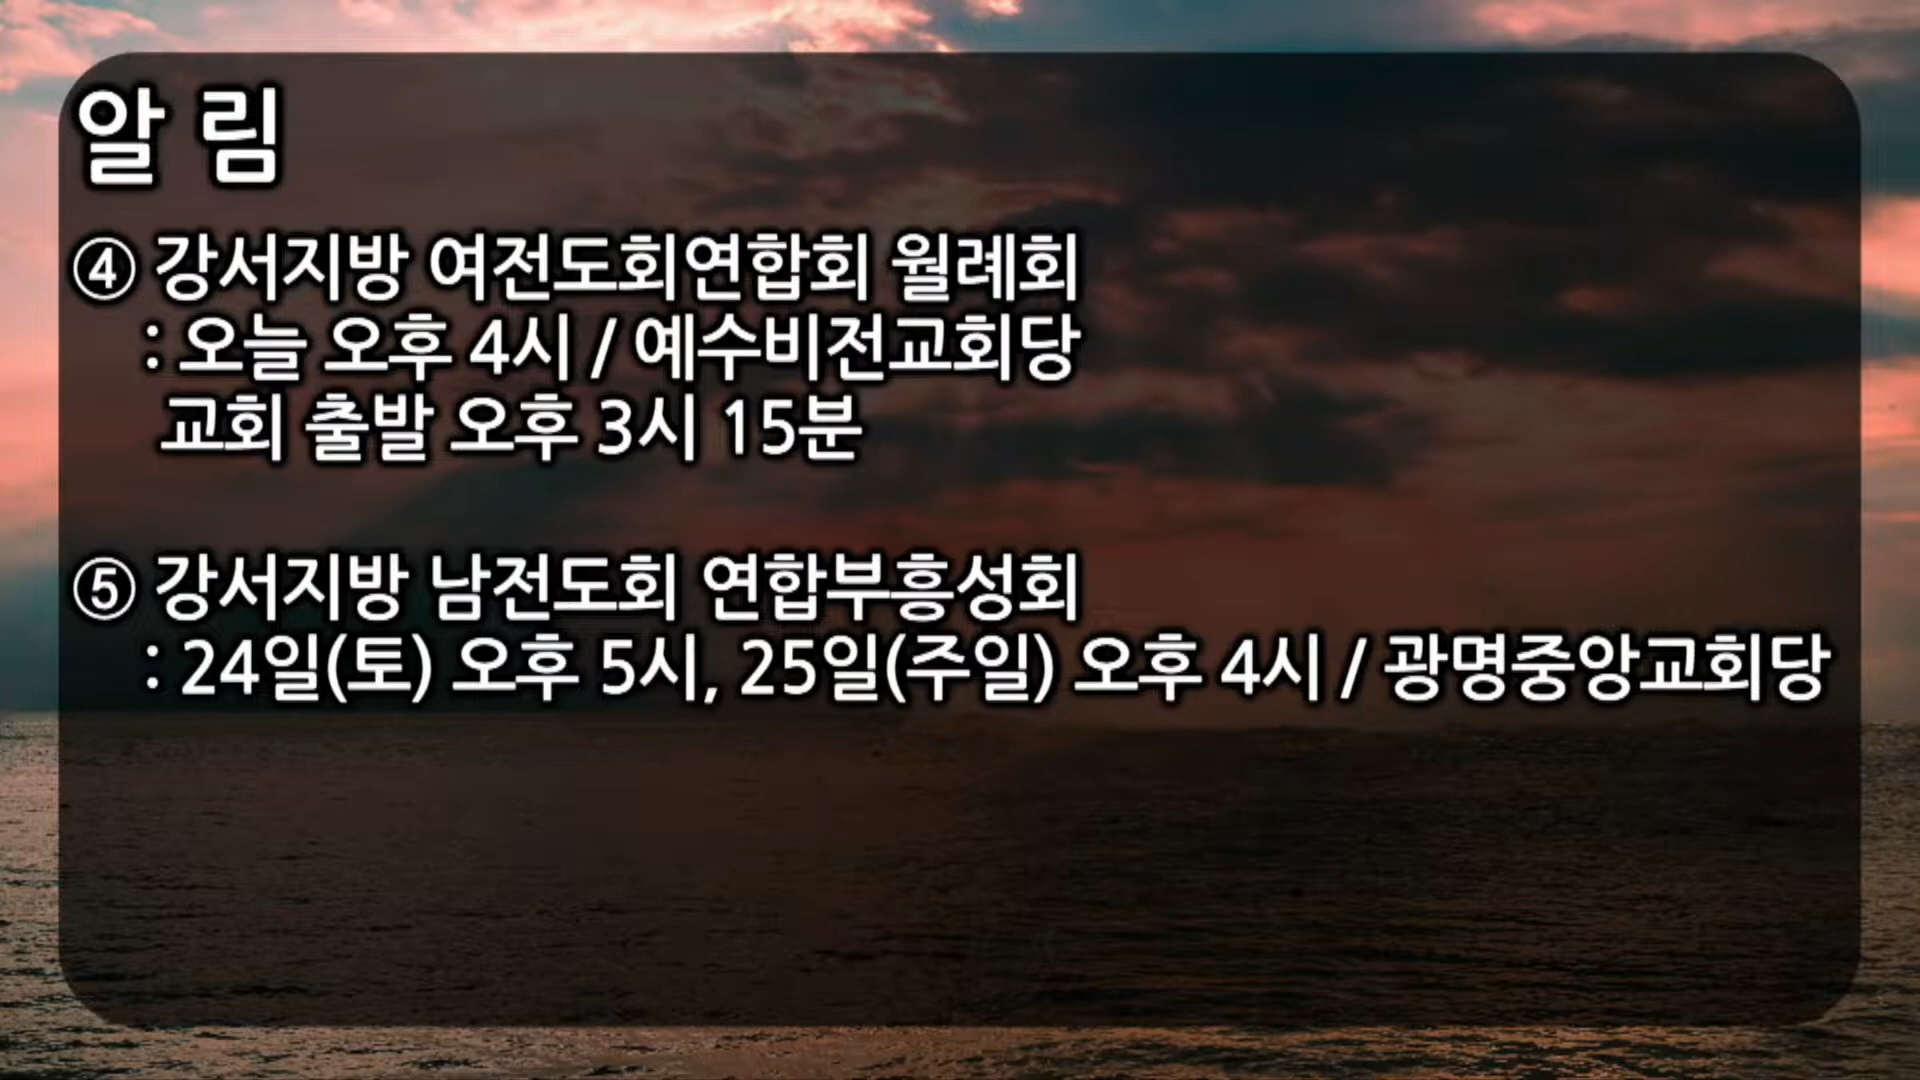 알 림
④ 강서지방 여전도회연합회 월례회
: 오늘 오후 4시 / 예수비전교회당
교회 출발 오후 3시 15분
⑤ 강서지방 남전도회 연합부흥성회
: 24일(토) 오후 5시, 25일(주일) 오후 4시 / 광명중앙교회당